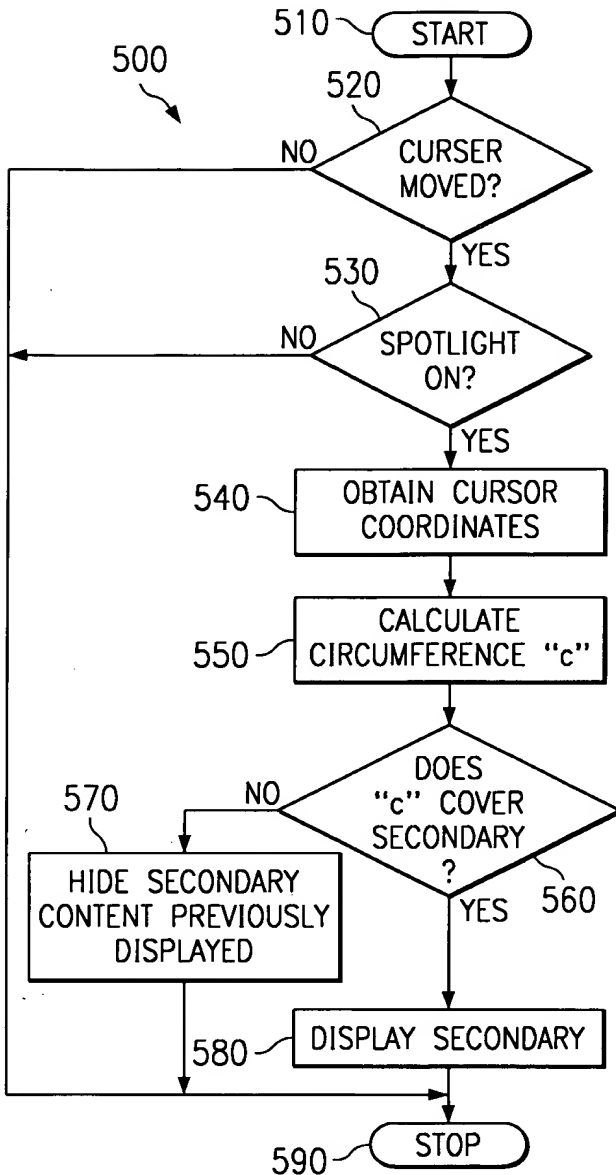 510
START
500
520
NO
CURSER
MOVED?
YES
530
NO
SPOTLIGHT
ON?
YES
540
OBTAIN CURSOR
COORDINATES
550
CALCULATE
CIRCUMFERENCE "c"
570
NO
DOES
"c" COVER
SECONDARY
?
560
YES
HIDE SECONDARY
CONTENT PREVIOUSLY
DISPLAYED
580
DISPLAY SECONDARY
590
STOP